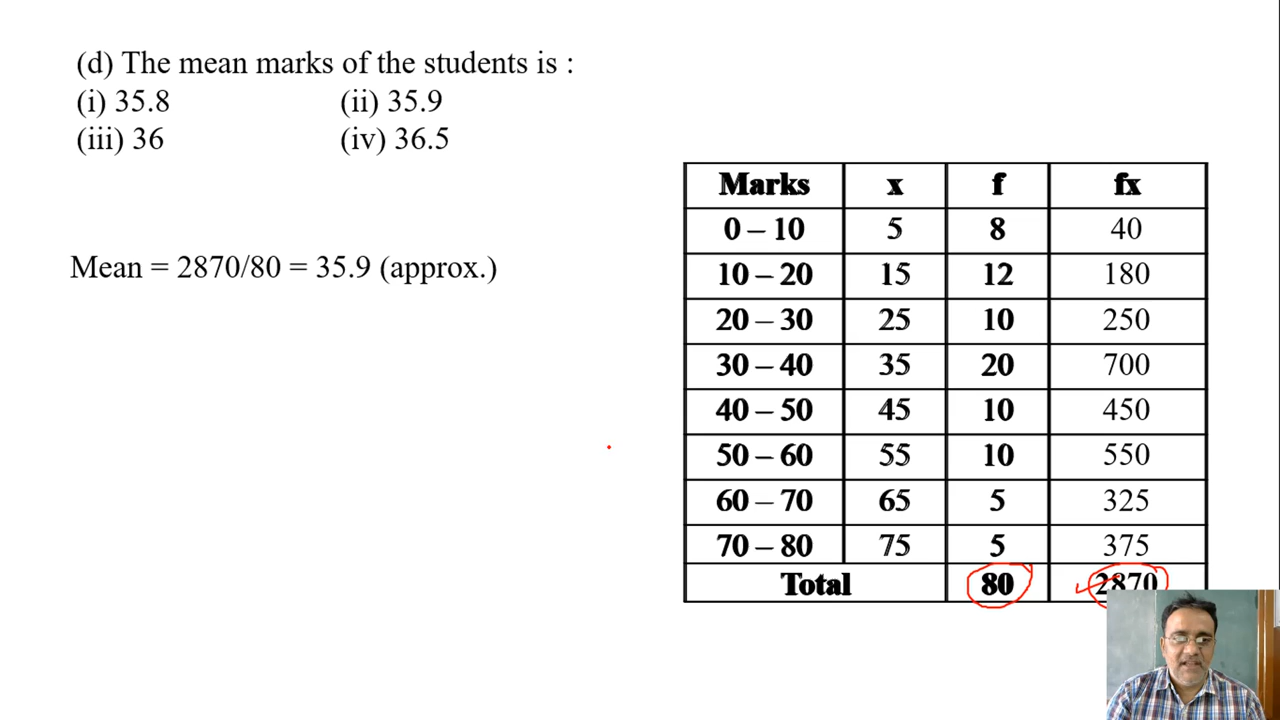 (d) The mean marks of the students is :
(i) 35.8 (ii) 35.9
(iii) 36 (iv) 36.5
Mean = 2870/80 = 35.9 (approx.)
Marks x f fx
0 – 10 5 8 40
10 – 20 15 12 180
20 – 30 25 10 250
30 – 40 35 20 700
40 – 50 45 10 450
50 – 60 55 10 550
60 – 70 65 5 325
70 – 80 75 5 375
Total 80 2870